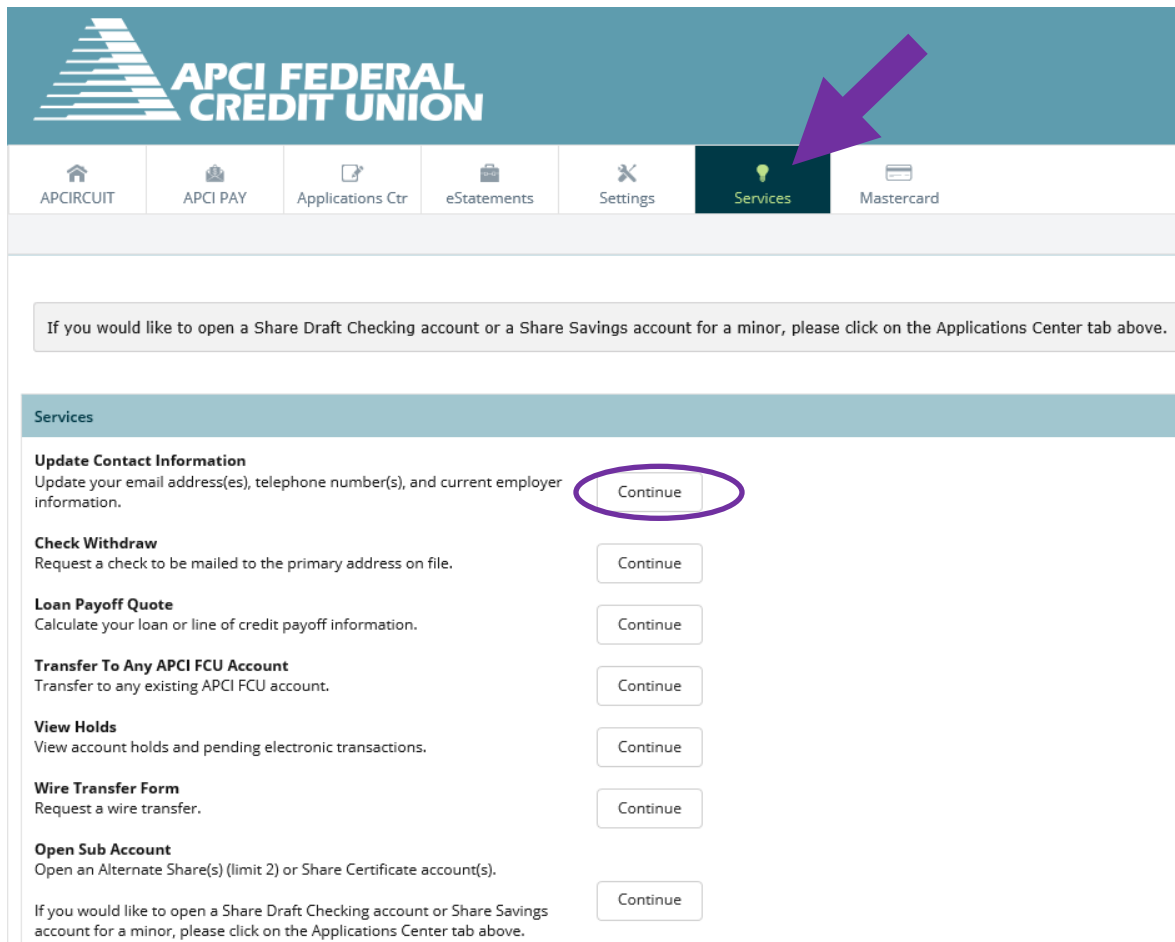 APCI FEDERAL
CREDIT UNION
APCIRCUIT
APCI PAY
Applications Ctr
eStatements
Settings
Services
Mastercard
If you would like to open a Share Draft Checking account or a Share Savings account for a minor, please click on the Applications Center tab above.
Services
Update Contact Information
Update your email address(es), telephone number(s), and current employer
information.
Continue
Check Withdraw
Request a check to be mailed to the primary address on file.
Continue
Loan Payoff Quote
Calculate your loan or line of credit payoff information.
Continue
Transfer To Any APCI FCU Account
Transfer to any existing APCI FCU account.
Continue
View Holds
View account holds and pending electronic transactions.
Continue
Wire Transfer Form
Request a wire transfer.
Continue
Open Sub Account
Open an Alternate Share(s) (limit 2) or Share Certificate account(s).
If you would like to open a Share Draft Checking account or Share Savings
account for a minor, please click on the Applications Center tab above.
Continue